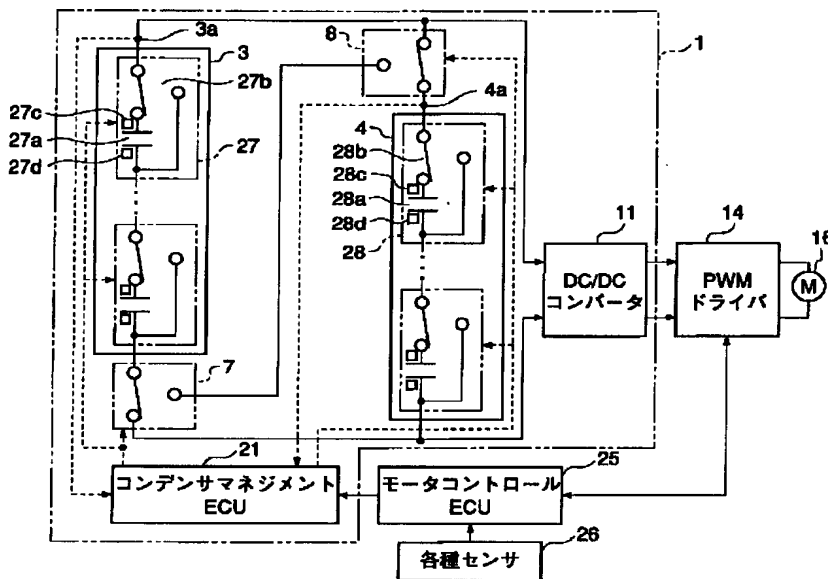 3a
3
8
1
27b
27c
27a
27d
27
4a
4
28b
28c
28a
28d
28
11
DC/DC
コンバータ
14
PWM
ドライバ
16
M
7
21
コンデンサマネジメント
ECU
25
モータコントロール
ECU
26
各種センサ